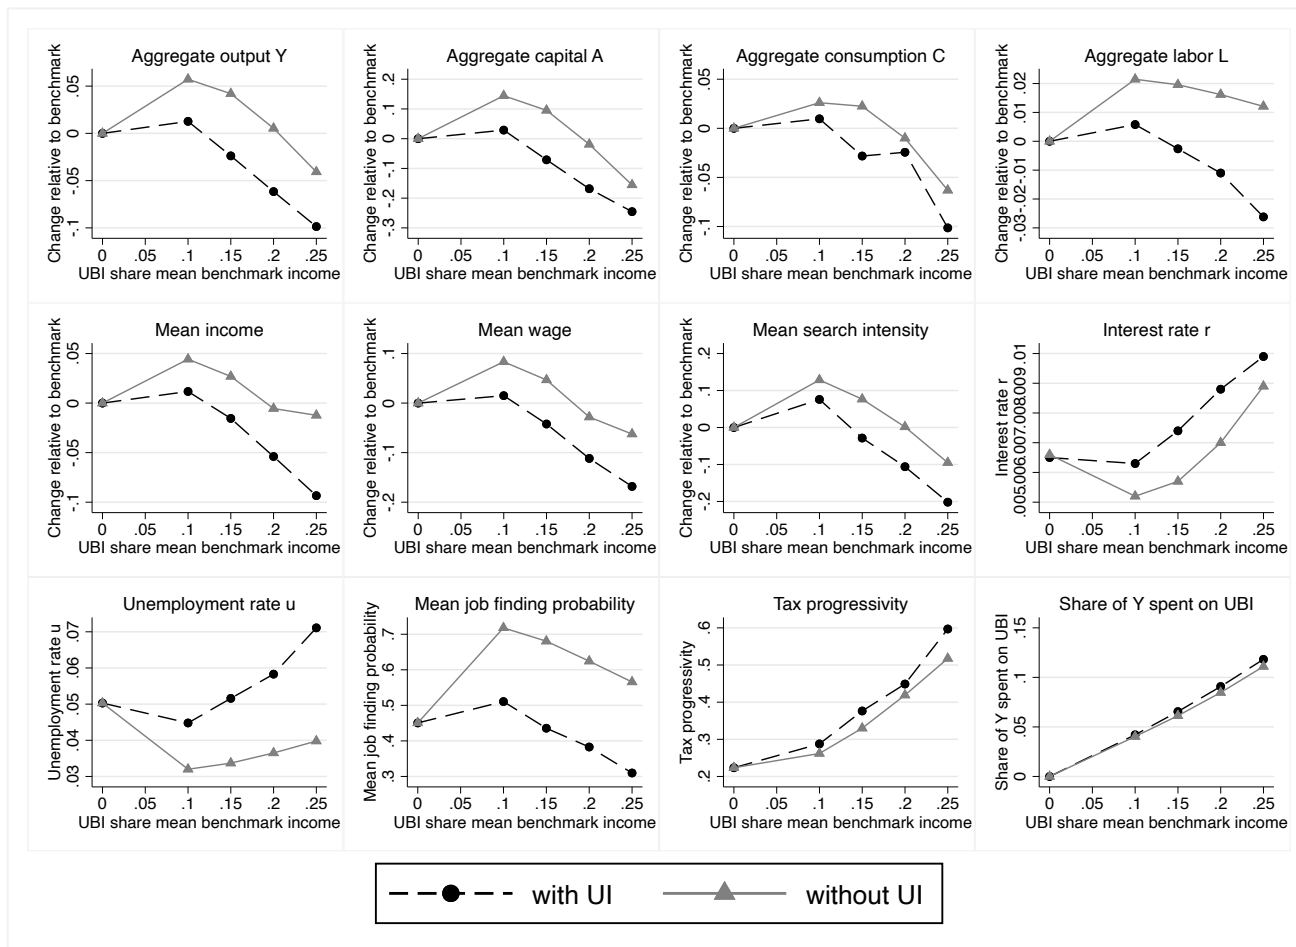 Aggregate output Y
Change relative to benchmark
.05
0
-.05
-.1
0 .05 .1 .15 .2 .25
UBI share mean benchmark income
Aggregate capital A
Change relative to benchmark
.2
.1
0
-.1
-.2
-.3
0 .05 .1 .15 .2 .25
UBI share mean benchmark income
Aggregate consumption C
Change relative to benchmark
.05
0
-.05
-.1
0 .05 .1 .15 .2 .25
UBI share mean benchmark income
Aggregate labor L
Change relative to benchmark
.02
.01
0
-.01
-.02
-.03
0 .05 .1 .15 .2 .25
UBI share mean benchmark income
Mean income
Change relative to benchmark
.05
0
-.05
-.1
0 .05 .1 .15 .2 .25
UBI share mean benchmark income
Mean wage
Change relative to benchmark
.1
0
-.1
-.2
0 .05 .1 .15 .2 .25
UBI share mean benchmark income
Mean search intensity
Change relative to benchmark
.2
.1
0
-.1
-.2
0 .05 .1 .15 .2 .25
UBI share mean benchmark income
Interest rate r
Interest rate r
.01
.009
.008
.007
.006
.005
0 .05 .1 .15 .2 .25
UBI share mean benchmark income
Unemployment rate u
Unemployment rate u
.07
.06
.05
.04
.03
0 .05 .1 .15 .2 .25
UBI share mean benchmark income
Mean job finding probability
Mean job finding probability
.7
.6
.5
.4
.3
0 .05 .1 .15 .2 .25
UBI share mean benchmark income
Tax progressivity
Tax progressivity
.6
.5
.4
.3
.2
0 .05 .1 .15 .2 .25
UBI share mean benchmark income
Share of Y spent on UBI
Share of Y spent on UBI
.15
.1
.05
0
0 .05 .1 .15 .2 .25
UBI share mean benchmark income
with UI
without UI